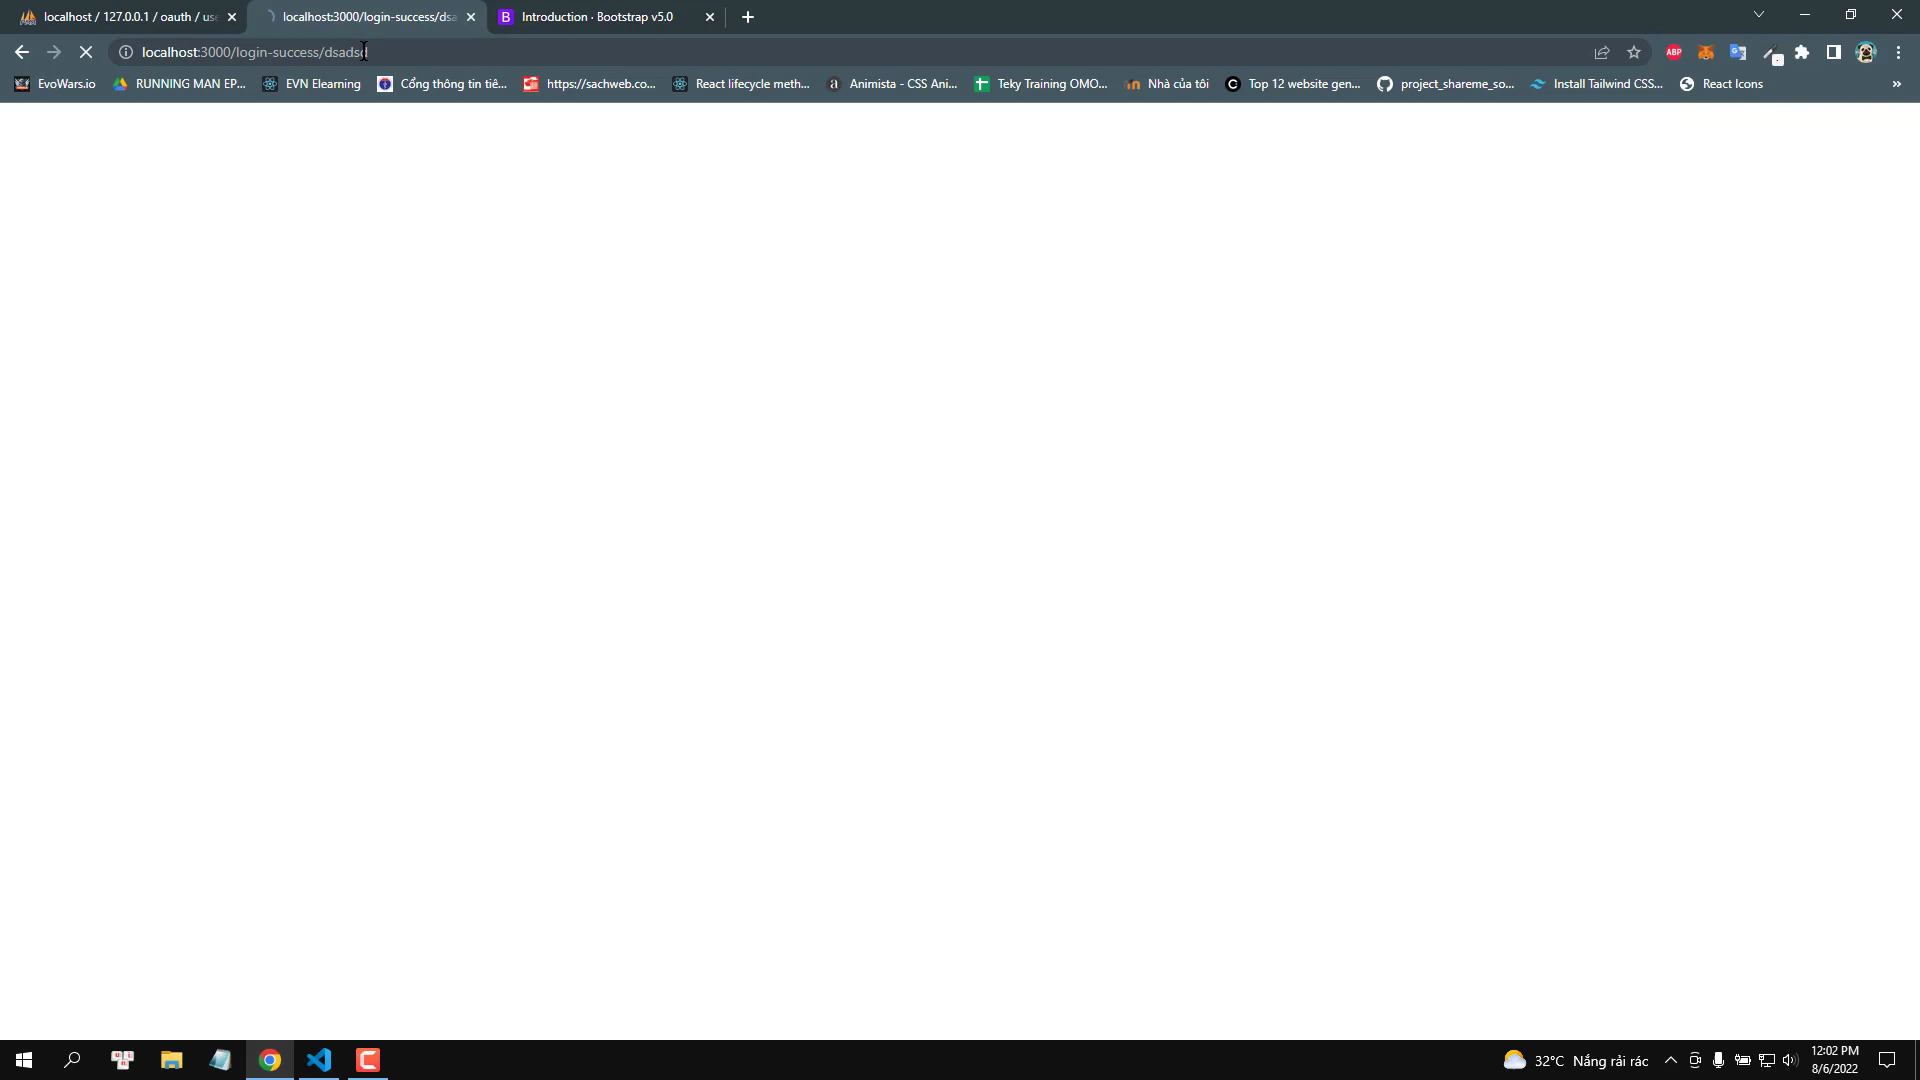 localhost / 127.0.0.1 / oauth / use
localhost:3000/login-success/dsa
Introduction · Bootstrap v5.0
localhost:3000/login-success/dsadsd
ABP
EvoWars.io
RUNNING MAN EP...
EVN Elearning
Cổng thông tin tiê...
https://sachweb.co...
React lifecycle meth...
Animista - CSS Ani...
Teky Training OMO...
Nhà của tôi
Top 12 website gen...
project_shareme_so...
Install Tailwind CSS...
React Icons
»
32°C Nắng rải rác
12:02 PM
8/6/2022